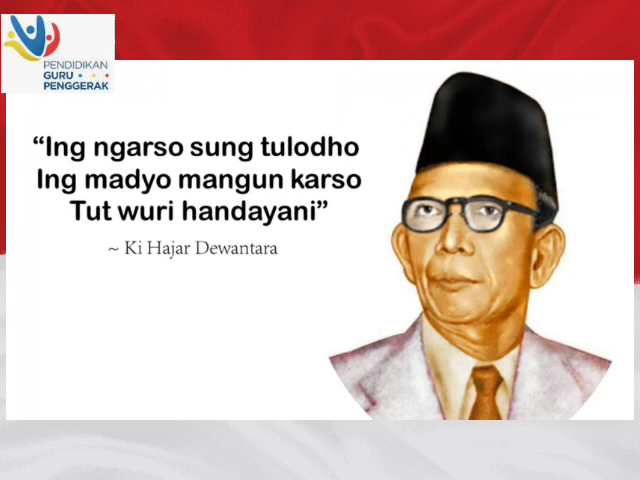 PENDIDIKAN
GURU
PENGGERAK
“Ing ngarso sung tulodho
Ing madyo mangun karso
Tut wuri handayani”
~ Ki Hajar Dewantara